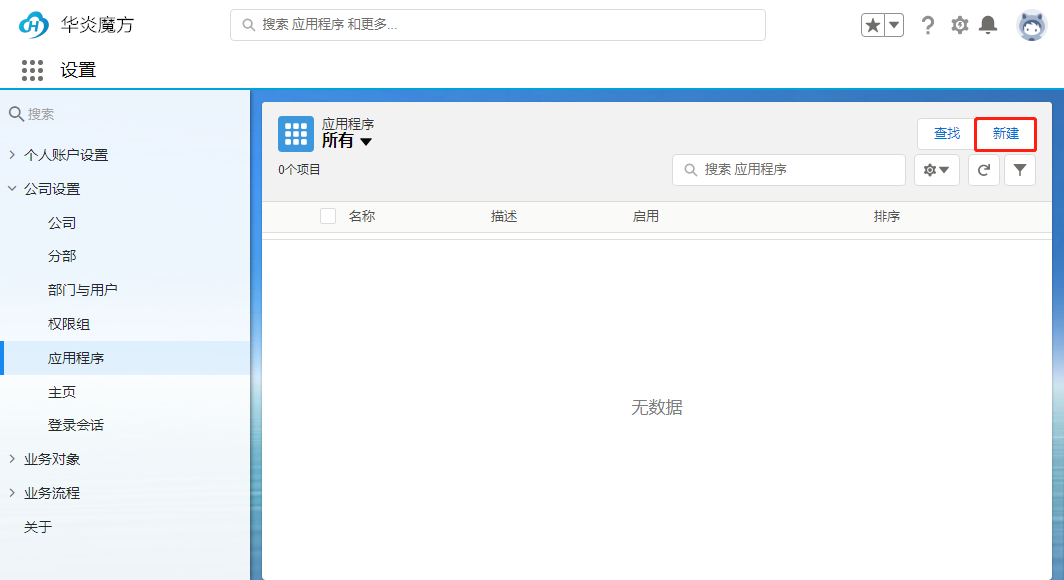 华炎魔方
搜索 应用程序 和更多...
设置
搜索
个人账户设置
公司设置
公司
分部
部门与用户
权限组
应用程序
主页
登录会话
业务对象
业务流程
关于
应用程序
所有
查找 新建
0个项目
搜索 应用程序
名称 描述 启用 排序
无数据